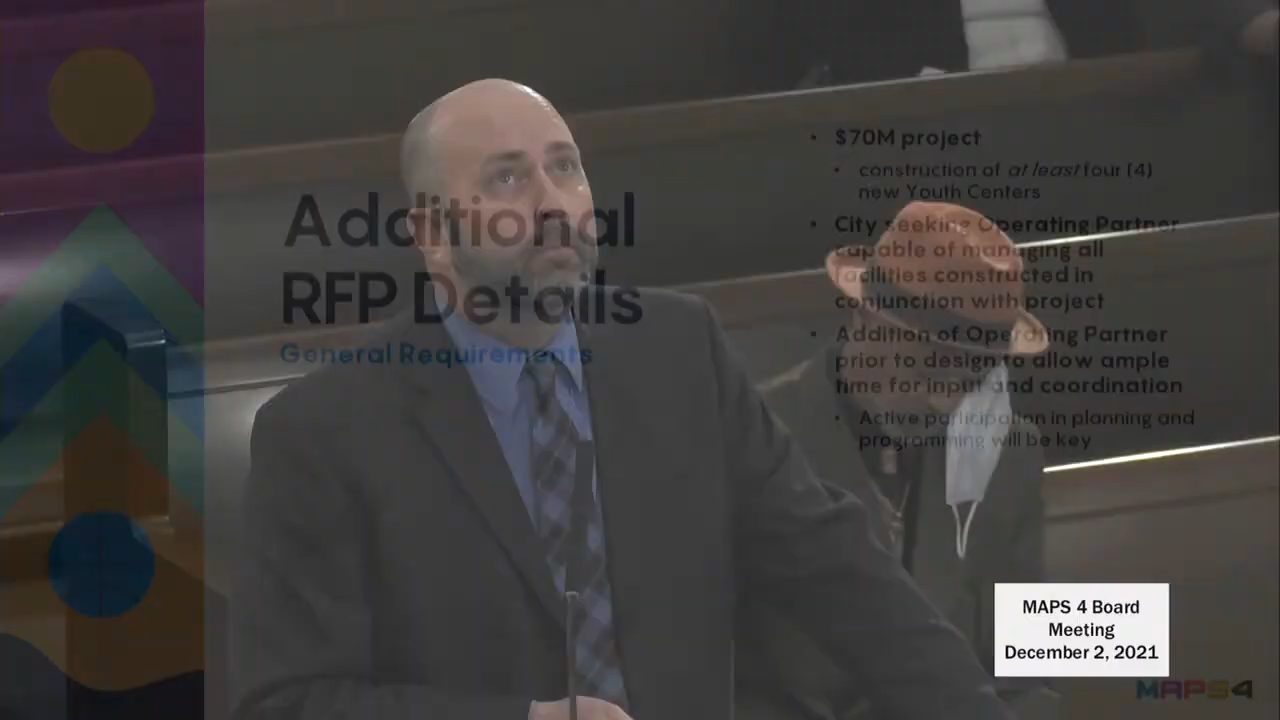 Additional
RFP Details
General Requirements
• $70M project
• construction of at least four (4)
new Youth Centers
• City seeking Operating Partner
capable of managing all
facilities constructed in
conjunction with project
• Addition of Operating Partner
prior to design to allow ample
time for input and coordination
• Active participation in planning and
programming will be key
MAPS 4 Board
Meeting
December 2, 2021
MAPS4